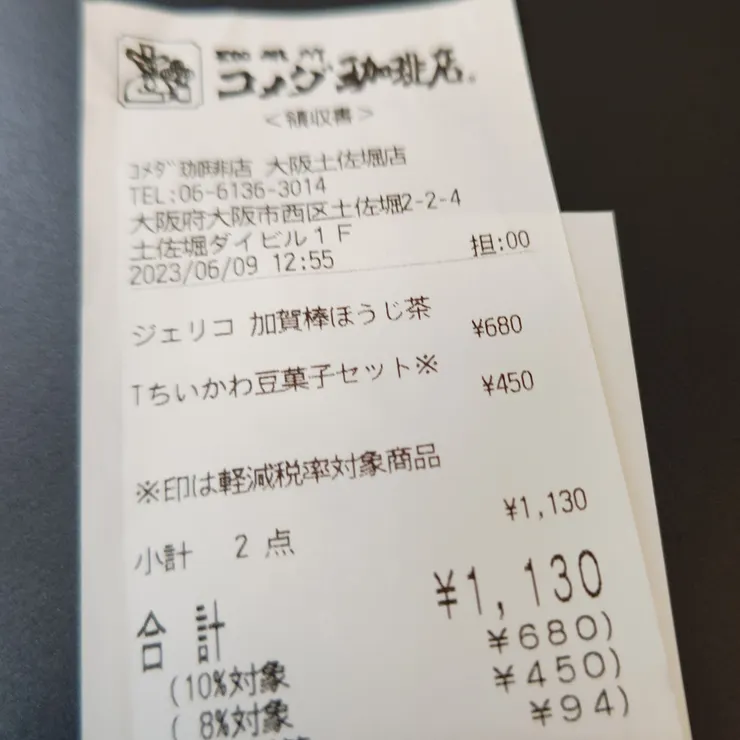 コメダ珈琲店
<領収書>
コメダ珈琲店 大阪土佐堀店
TEL:06-6136-3014
大阪府大阪市西区土佐堀2-2-4
土佐堀ダイビル1F
2023/06/09 12:55 担:00
ジェリコ 加賀棒ほうじ茶 ¥680
Tちいかわ豆菓子セット※ ¥450
※印は軽減税率対象商品
小計 2点 ¥1,130
合計 ¥1,130
(10%対象 ¥680)
( 8%対象 ¥450)
¥94)